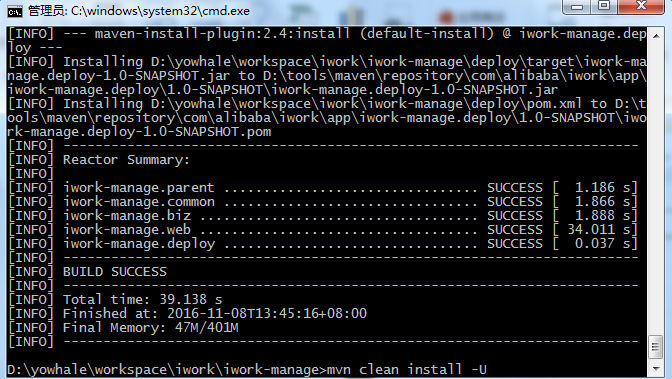 管理员: C:\windows\system32\cmd.exe
[INFO] --- maven-install-plugin:2.4:install (default-install) @ iwork-manage.dep
loy ---
[INFO] Installing D:\yowhale\workspace\iwork\iwork-manage\deploy\target\iwork-ma
nage.deploy-1.0-SNAPSHOT.jar to D:\tools\maven\repository\com\alibaba\iwork\app\
iwork-manage.deploy\1.0-SNAPSHOT\iwork-manage.deploy-1.0-SNAPSHOT.jar
[INFO] Installing D:\yowhale\workspace\iwork\iwork-manage\deploy\pom.xml to D:\t
ools\maven\repository\com\alibaba\iwork\app\iwork-manage.deploy\1.0-SNAPSHOT\iwo
rk-manage.deploy-1.0-SNAPSHOT.pom
[INFO] ------------------------------------------------------------------------
[INFO] Reactor Summary:
[INFO]
[INFO] iwork-manage.parent ................................ SUCCESS [  1.186 s]
[INFO] iwork-manage.common ................................ SUCCESS [  1.866 s]
[INFO] iwork-manage.biz ................................... SUCCESS [  1.888 s]
[INFO] iwork-manage.web ................................... SUCCESS [ 34.011 s]
[INFO] iwork-manage.deploy ................................ SUCCESS [  0.037 s]
[INFO] ------------------------------------------------------------------------
[INFO] BUILD SUCCESS
[INFO] ------------------------------------------------------------------------
[INFO] Total time: 39.138 s
[INFO] Finished at: 2016-11-08T13:45:16+08:00
[INFO] Final Memory: 47M/401M
[INFO] ------------------------------------------------------------------------
D:\yowhale\workspace\iwork\iwork-manage>mvn clean install -U